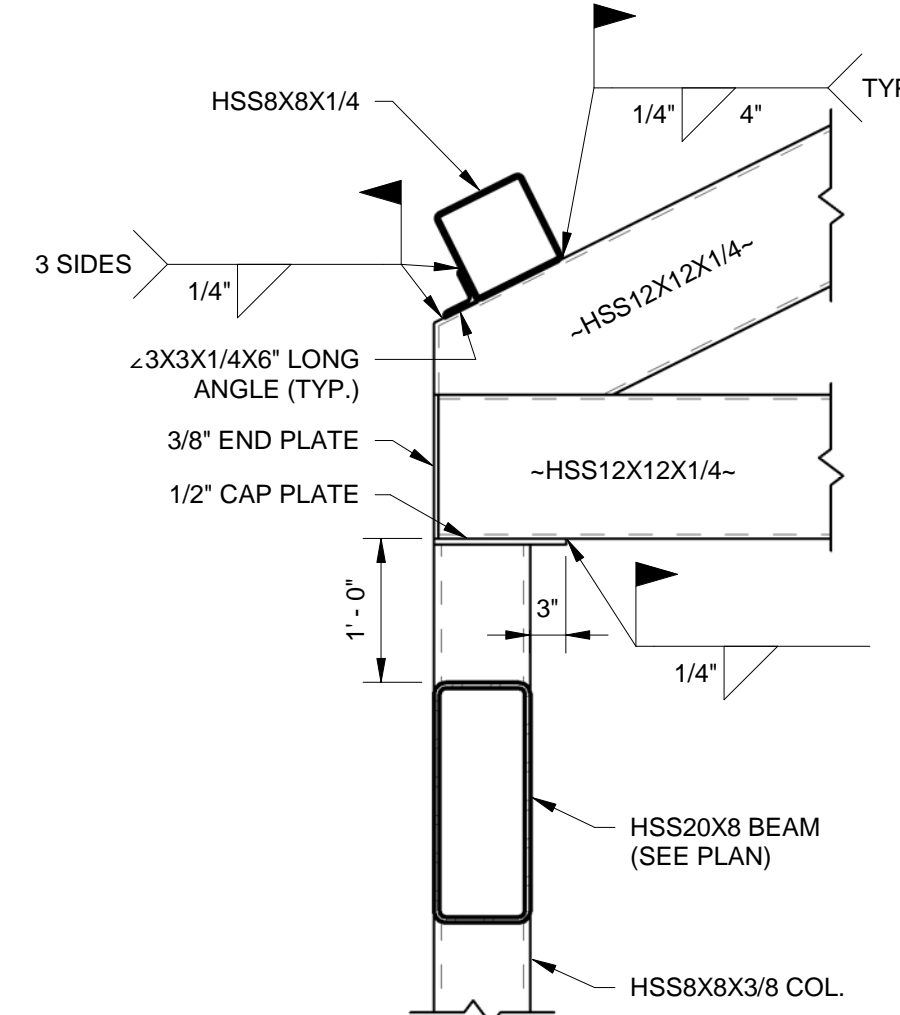 HSS8X8X1/4
1/4" 4"
3 SIDES
1/4"
~HSS12X12X1/4~
∠3X3X1/4X6" LONG
ANGLE (TYP.)
3/8" END PLATE
~HSS12X12X1/4~
1/2" CAP PLATE
1' - 0"
3"
1/4"
HSS20X8 BEAM
(SEE PLAN)
HSS8X8X3/8 COL.